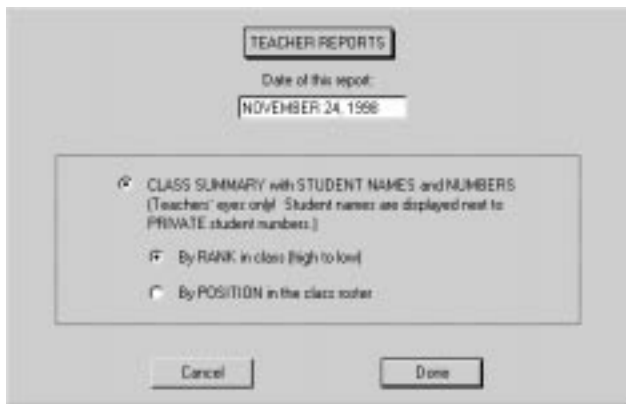 TEACHER REPORTS
Date of this report:
NOVEMBER 24, 1998
CLASS SUMMARY with STUDENT NAMES and NUMBERS
(Teachers' eyes only! Student names are displayed next to
PRIVATE student numbers.)
By RANK in class (high to low)
By POSITION in the class roster
Cancel
Done